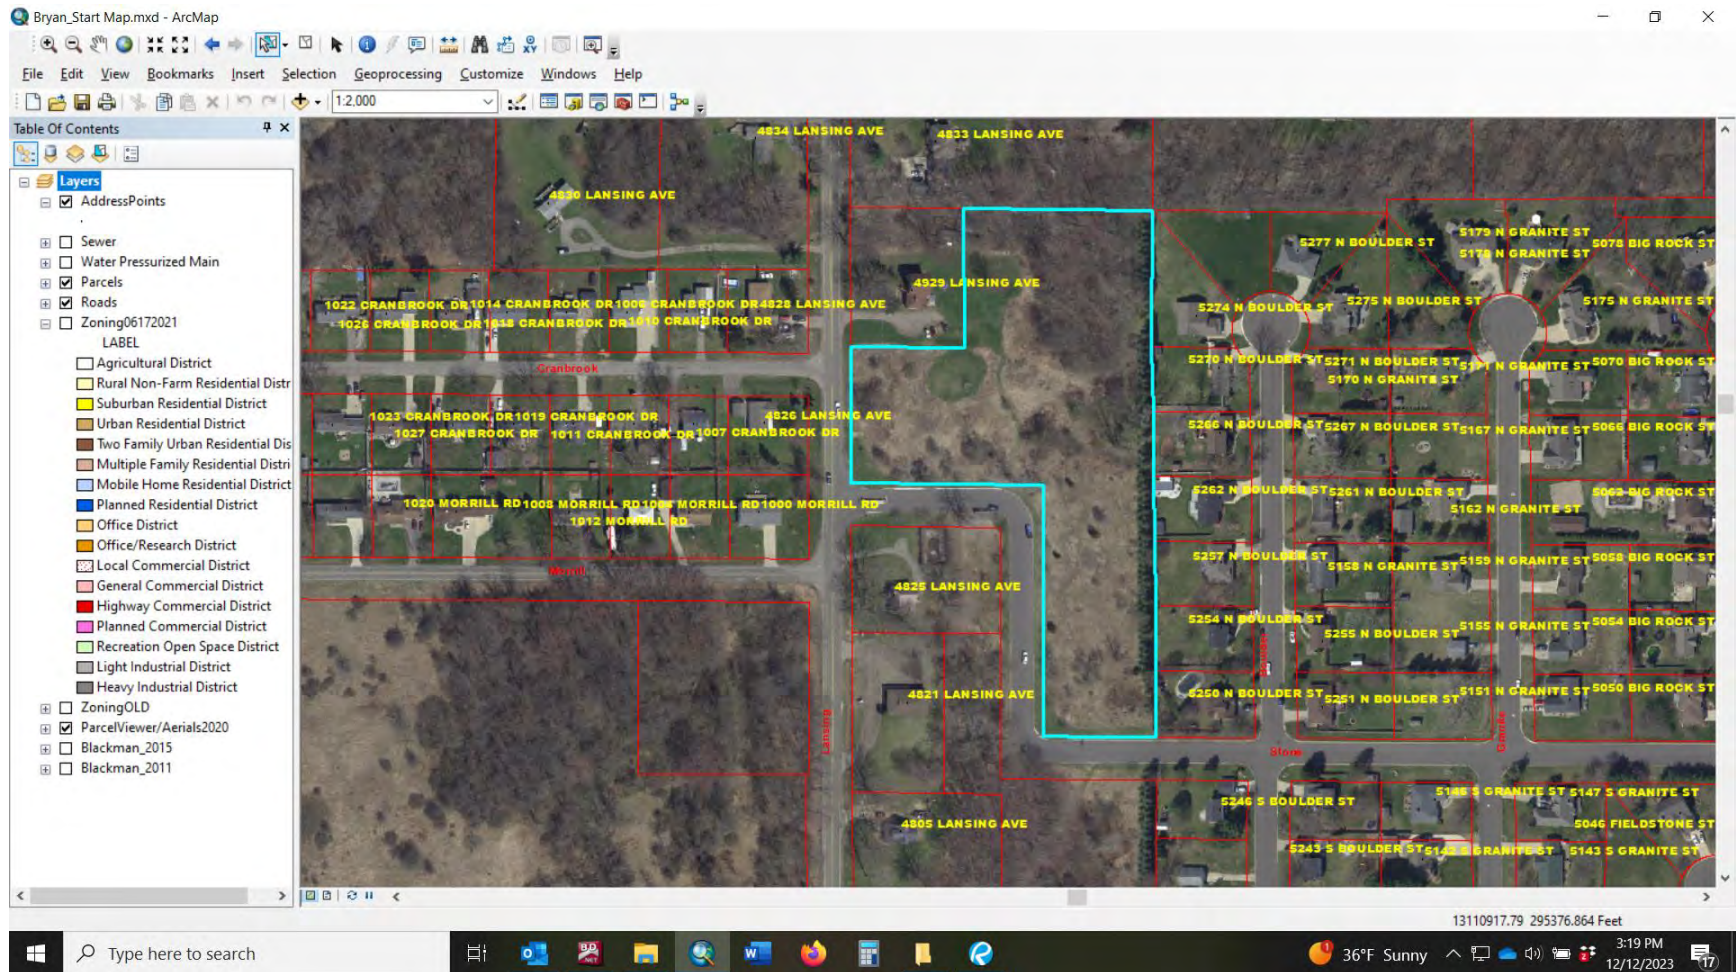 Bryan_Start Map.mxd - ArcMap
File Edit View Bookmarks Insert Selection Geoprocessing Customize Windows Help
1:2,000
Table Of Contents
Layers
AddressPoints
Sewer
Water Pressurized Main
Parcels
Roads
Zoning06172021
LABEL
Agricultural District
Rural Non-Farm Residential Distr
Suburban Residential District
Urban Residential District
Two Family Urban Residential Dis
Multiple Family Residential Distri
Mobile Home Residential District
Planned Residential District
Office District
Office/Research District
Local Commercial District
General Commercial District
Highway Commercial District
Planned Commercial District
Recreation Open Space District
Light Industrial District
Heavy Industrial District
ZoningOLD
ParcelViewer/Aerials2020
Blackman_2015
Blackman_2011
4834 LANSING AVE
4833 LANSING AVE
4830 LANSING AVE
4929 LANSING AVE
1022 CRANBROOK DR
1014 CRANBROOK DR
1006 CRANBROOK DR
4828 LANSING AVE
1026 CRANBROOK DR
1018 CRANBROOK DR
1010 CRANBROOK DR
Cranbrook
1023 CRANBROOK DR
1019 CRANBROOK DR
4826 LANSING AVE
1027 CRANBROOK DR
1011 CRANBROOK DR
1007 CRANBROOK DR
1020 MORRILL RD
1008 MORRILL RD
1004 MORRILL RD
1000 MORRILL RD
1012 MORRILL RD
Morrill
4825 LANSING AVE
4821 LANSING AVE
Lansing
4805 LANSING AVE
5277 N BOULDER ST
5179 N GRANITE ST
5078 BIG ROCK ST
5178 N GRANITE ST
5274 N BOULDER ST
5275 N BOULDER ST
5175 N GRANITE ST
5270 N BOULDER ST
5271 N BOULDER ST
5171 N GRANITE ST
5070 BIG ROCK ST
5170 N GRANITE ST
5266 N BOULDER ST
5267 N BOULDER ST
5167 N GRANITE ST
5066 BIG ROCK ST
5262 N BOULDER ST
5261 N BOULDER ST
5062 BIG ROCK ST
5162 N GRANITE ST
5257 N BOULDER ST
5158 N GRANITE ST
5159 N GRANITE ST
5058 BIG ROCK ST
5254 N BOULDER ST
5255 N BOULDER ST
5155 N GRANITE ST
5054 BIG ROCK ST
Boulder
5250 N BOULDER ST
5251 N BOULDER ST
5151 N GRANITE ST
5050 BIG ROCK ST
Granite
Stone
5246 S BOULDER ST
5146 S GRANITE ST
5147 S GRANITE ST
5046 FIELDSTONE ST
5243 S BOULDER ST
5142 S GRANITE ST
5143 S GRANITE ST
13110917.79 295376.864 Feet
Type here to search
36°F Sunny
3:19 PM
12/12/2023
17